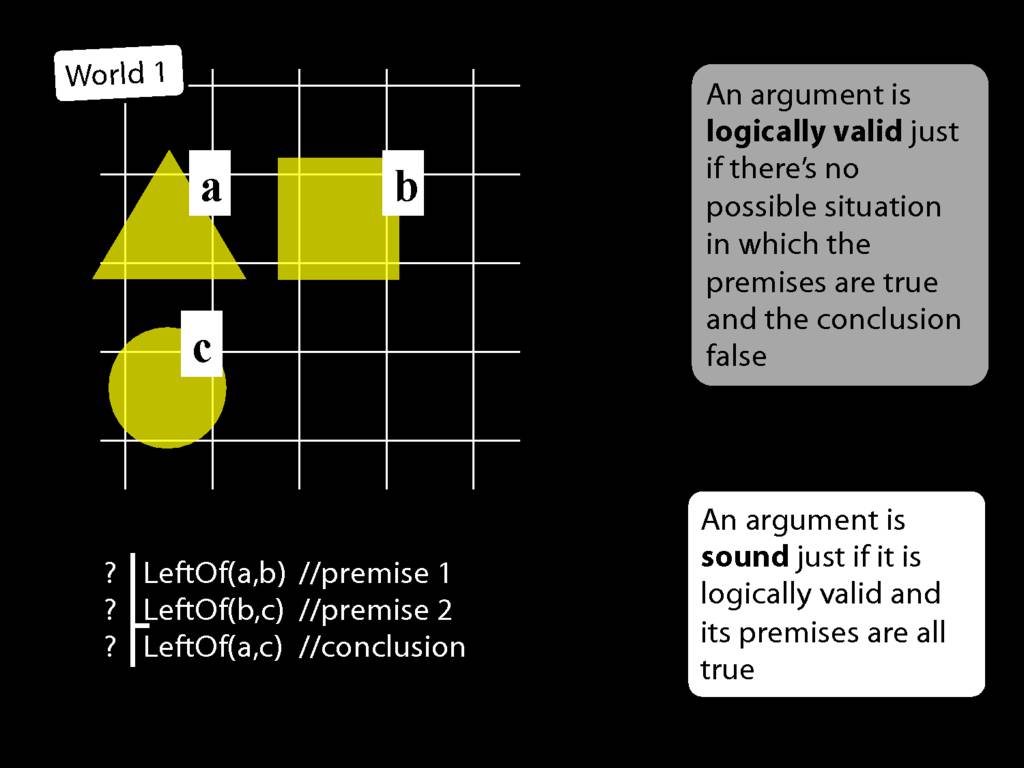 World 1
a
b
c
An argument is
logically valid just
if there’s no
possible situation
in which the
premises are true
and the conclusion
false
An argument is
sound just if it is
logically valid and
its premises are all
true
? LeftOf(a,b) //premise 1
? LeftOf(b,c) //premise 2
? LeftOf(a,c) //conclusion